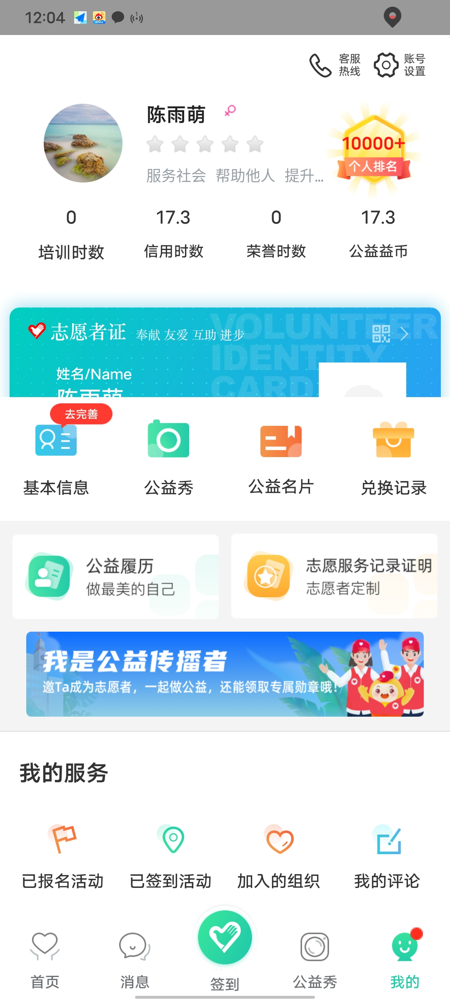 12:04
客服
热线
账号
设置
陈雨萌
10000+
个人排名
服务社会 帮助他人 提升...
0
17.3
0
17.3
培训时数
信用时数
荣誉时数
公益益币
志愿者证 奉献 友爱 互助 进步
VOLUNTEER
IDENTITY
CARD
姓名/Name
陈雨萌
去完善
基本信息
公益秀
公益名片
兑换记录
公益履历
做最美的自己
志愿服务记录证明
志愿者定制
我是公益传播者
邀Ta成为志愿者，一起做公益，还能领取专属勋章哦！
我的服务
已报名活动
已签到活动
加入的组织
我的评论
首页
消息
签到
公益秀
我的